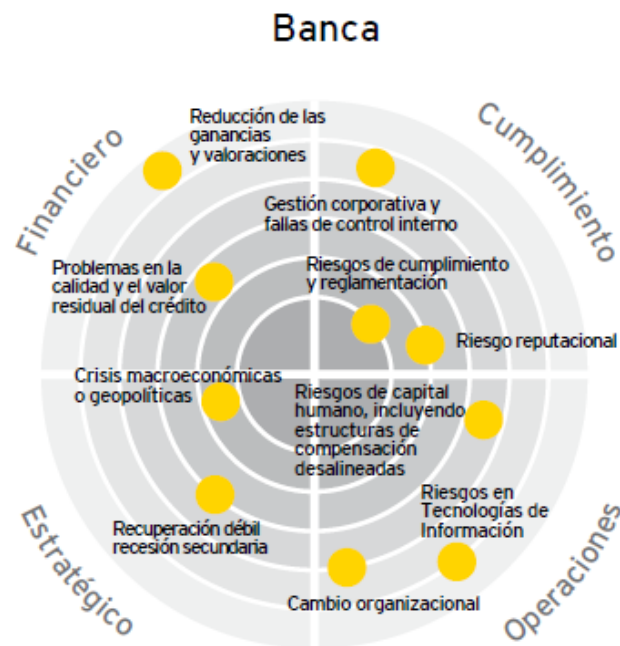 Banca
Financiero
Cumplimiento
Reducción de las
ganancias
y valoraciones
Gestión corporativa y
fallas de control interno
Problemas en la
calidad y el valor
residual del crédito
Riesgos de cumplimiento
y reglamentación
Riesgo reputacional
Crisis macroeconómicas
o geopolíticas
Riesgos de capital
humano, incluyendo
estructuras de
compensación
desalineadas
Riesgos en
Tecnologías de
Información
Recuperación débil
recesión secundaria
Cambio organizacional
Estratégico
Operaciones